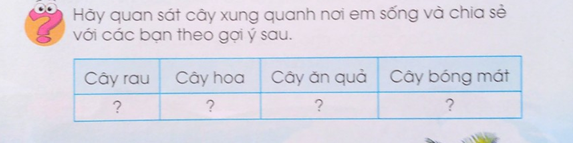 Hãy quan sát cây xung quanh nơi em sống và chia sẻ
với các bạn theo gợi ý sau.
Cây rau Cây hoa Cây ăn quả Cây bóng mát
? ? ? ?